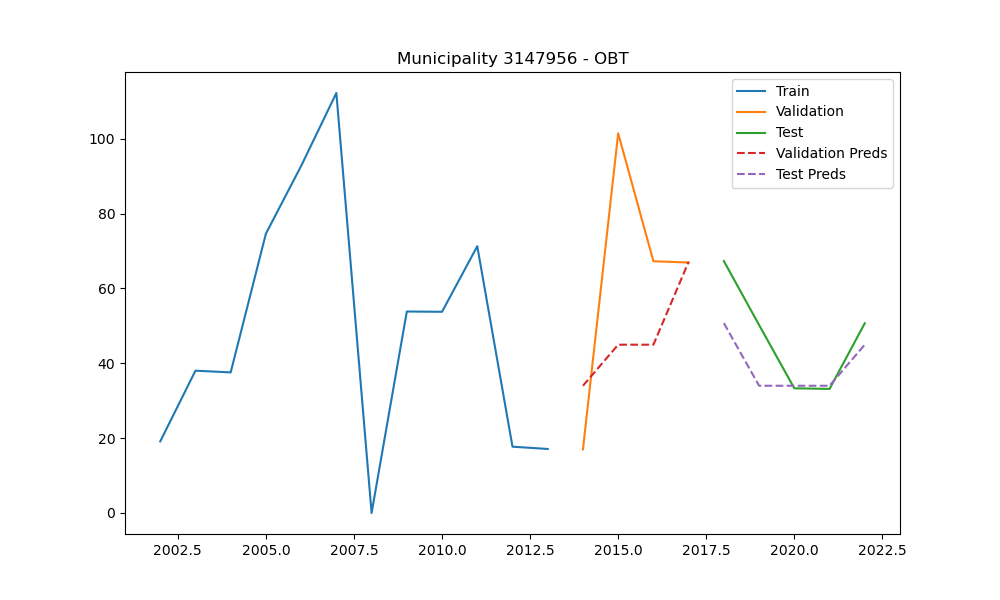 Municipality 3147956 - OBT
Train
Validation
Test
Validation Preds
Test Preds
100
80
60
40
20
0
2002.5 2005.0 2007.5 2010.0 2012.5 2015.0 2017.5 2020.0 2022.5